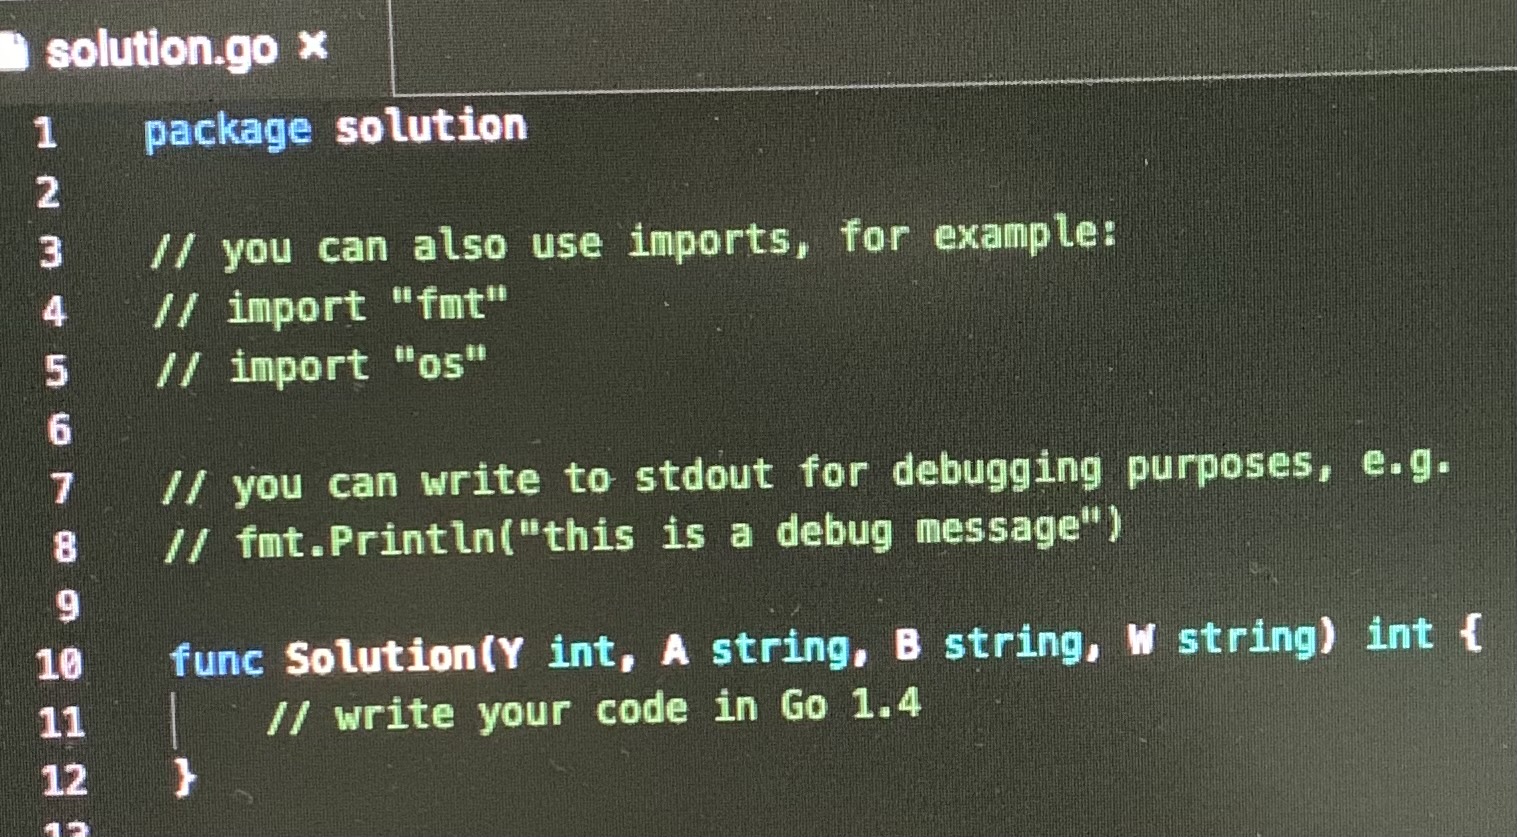 solution.go ×
1 package solution
2
3 // you can also use imports, for example:
4 // import "fmt"
5 // import "os"
6
7 // you can write to stdout for debugging purposes, e.g.
8 // fmt.Println("this is a debug message")
9
10 func Solution(Y int, A string, B string, W string) int {
11 // write your code in Go 1.4
12 }
13